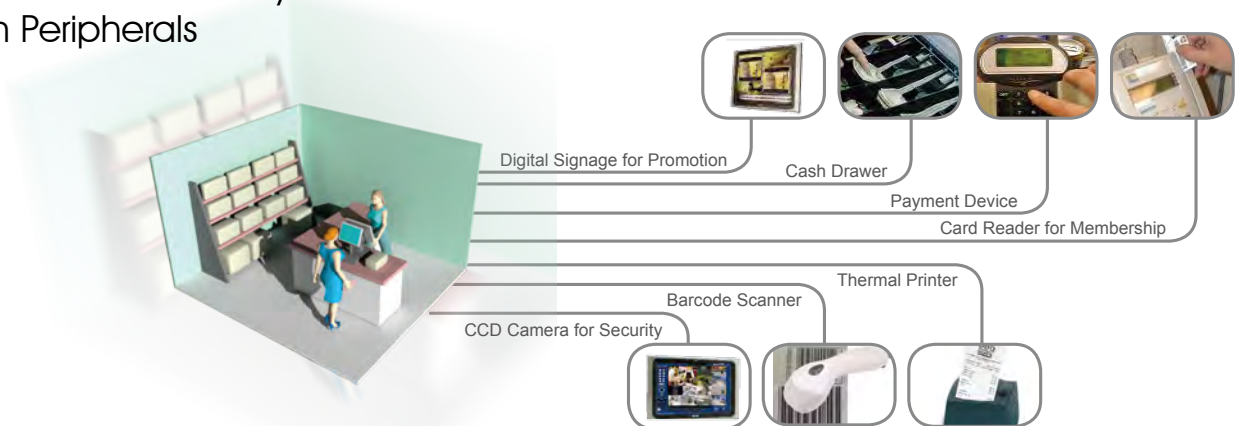 n Peripherals
Digital Signage for Promotion
Cash Drawer
Payment Device
Card Reader for Membership
Thermal Printer
Barcode Scanner
CCD Camera for Security